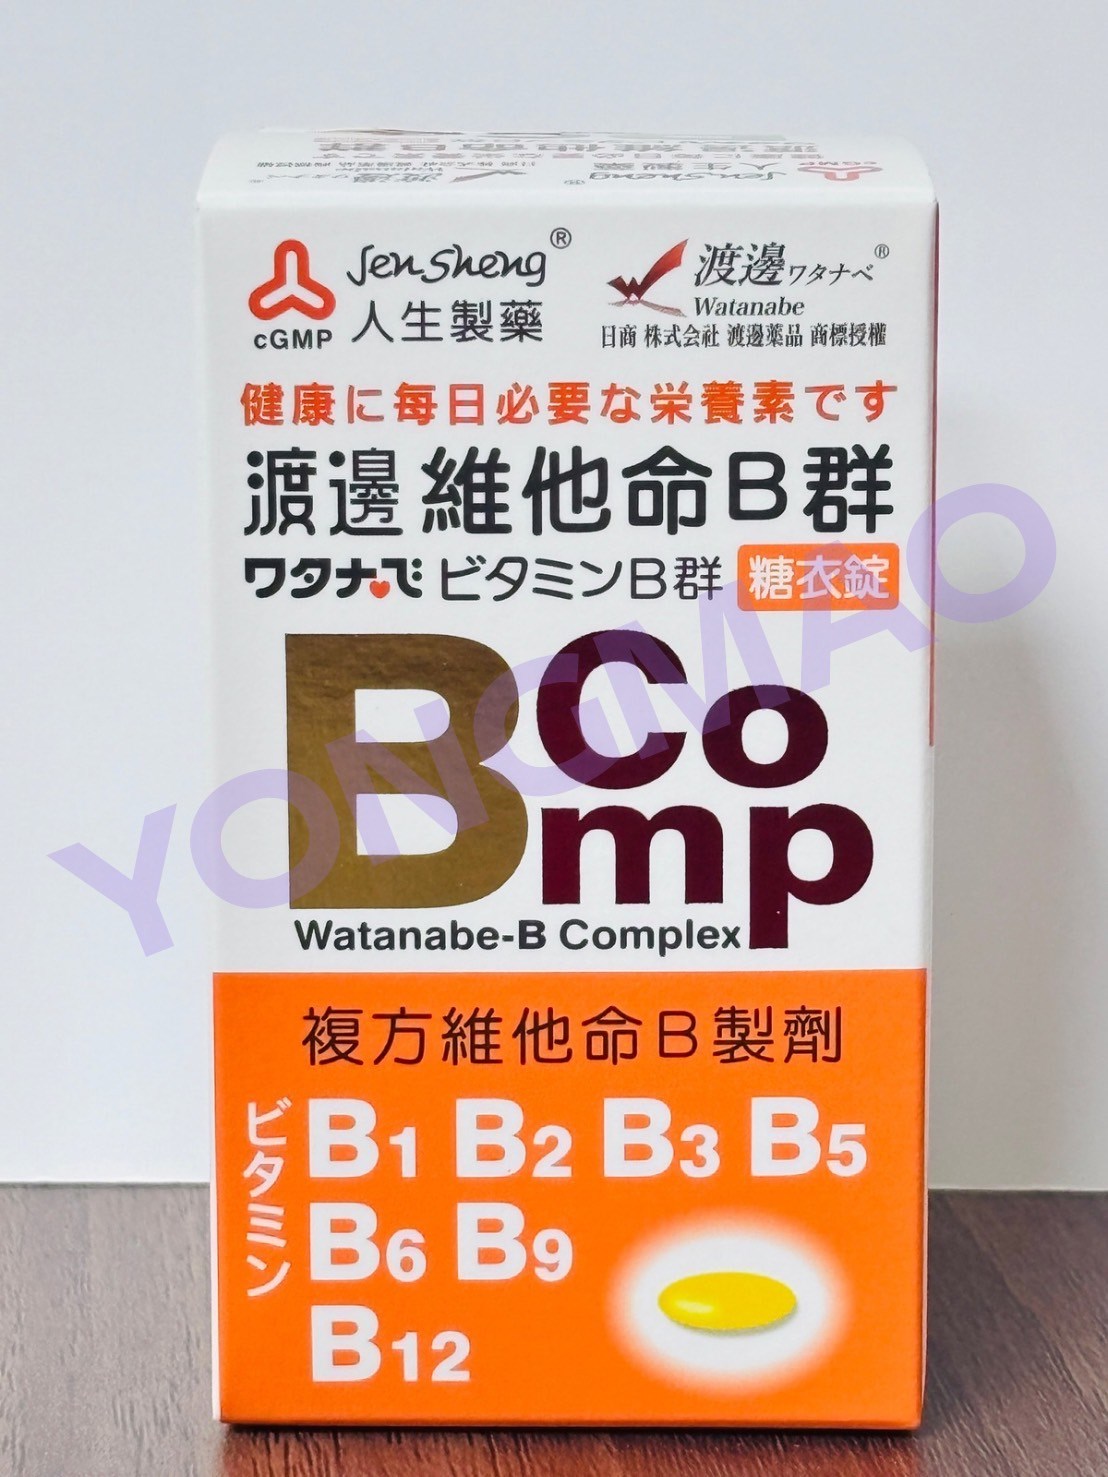 Jen Sheng®
cGMP 人生製藥
渡邊ワタナベ®
Watanabe
日商 株式会社 渡邊薬品 商標授權
健康に毎日必要な栄養素です
渡邊 維他命B群
ワタナベ ビタミンB群 糖衣錠
B Comp
Watanabe-B Complex
複方維他命B製劑
ビタミン
B1 B2 B3 B5
B6 B9
B12
YONGMAO